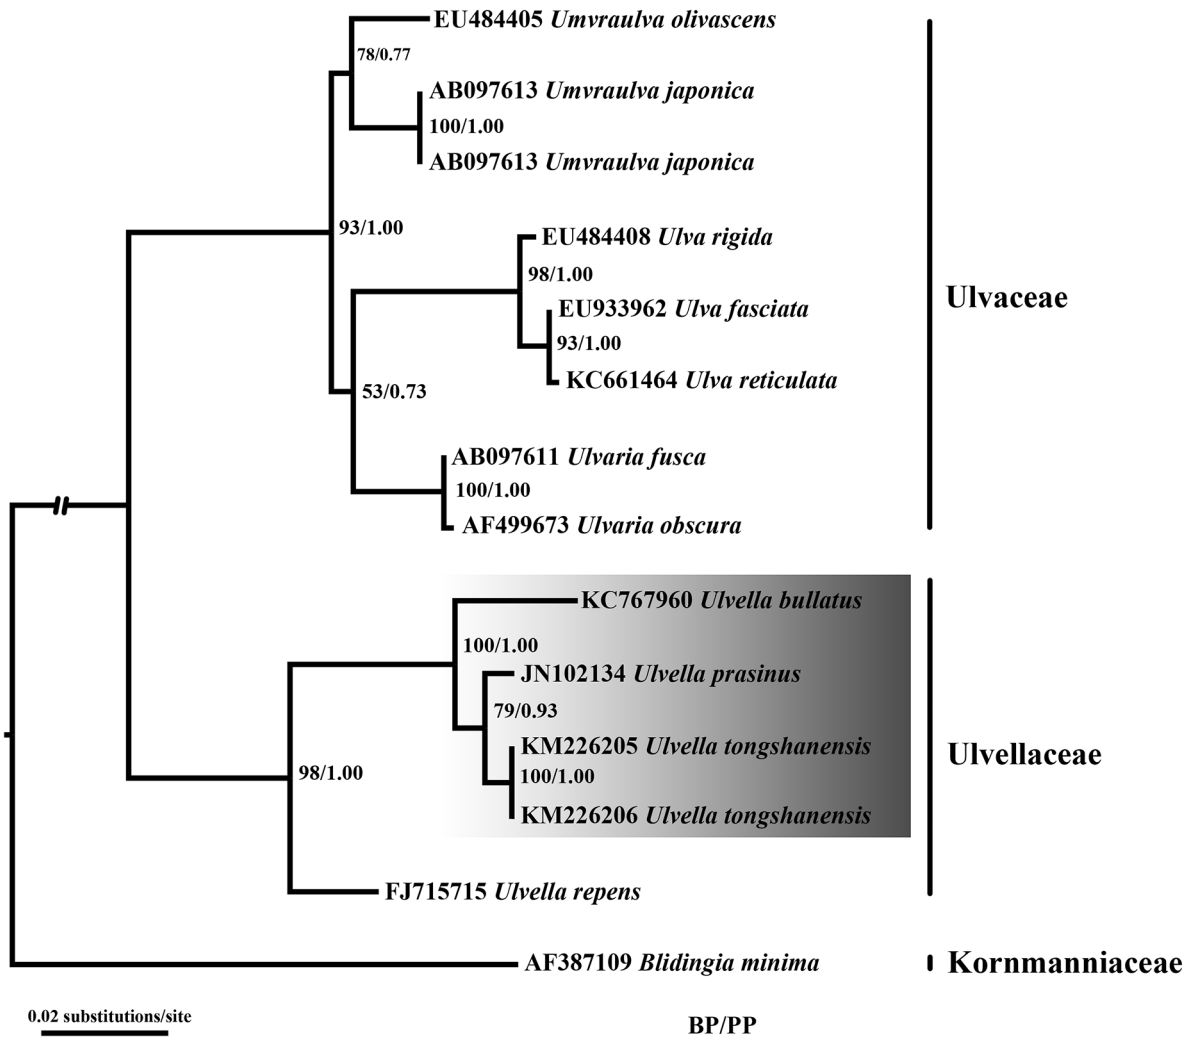 EU484405 Umvraulva olivascens
78/0.77
AB097613 Umvraulva japonica
100/1.00
AB097613 Umvraulva japonica
93/1.00
EU484408 Ulva rigida
98/1.00
EU933962 Ulva fasciata
Ulvaceae
93/1.00
KC661464 Ulva reticulata
53/0.73
AB097611 Ulvaria fusca
100/1.00
AF499673 Ulvaria obscura
KC767960 Ulvella bullatus
100/1.00
JN102134 Ulvella prasinus
79/0.93
KM226205 Ulvella tongshanensis
Ulvellaceae
98/1.00
100/1.00
KM226206 Ulvella tongshanensis
FJ715715 Ulvella repens
AF387109 Blidingia minima
Kornmanniaceae
0.02 substitutions/site
BP/PP